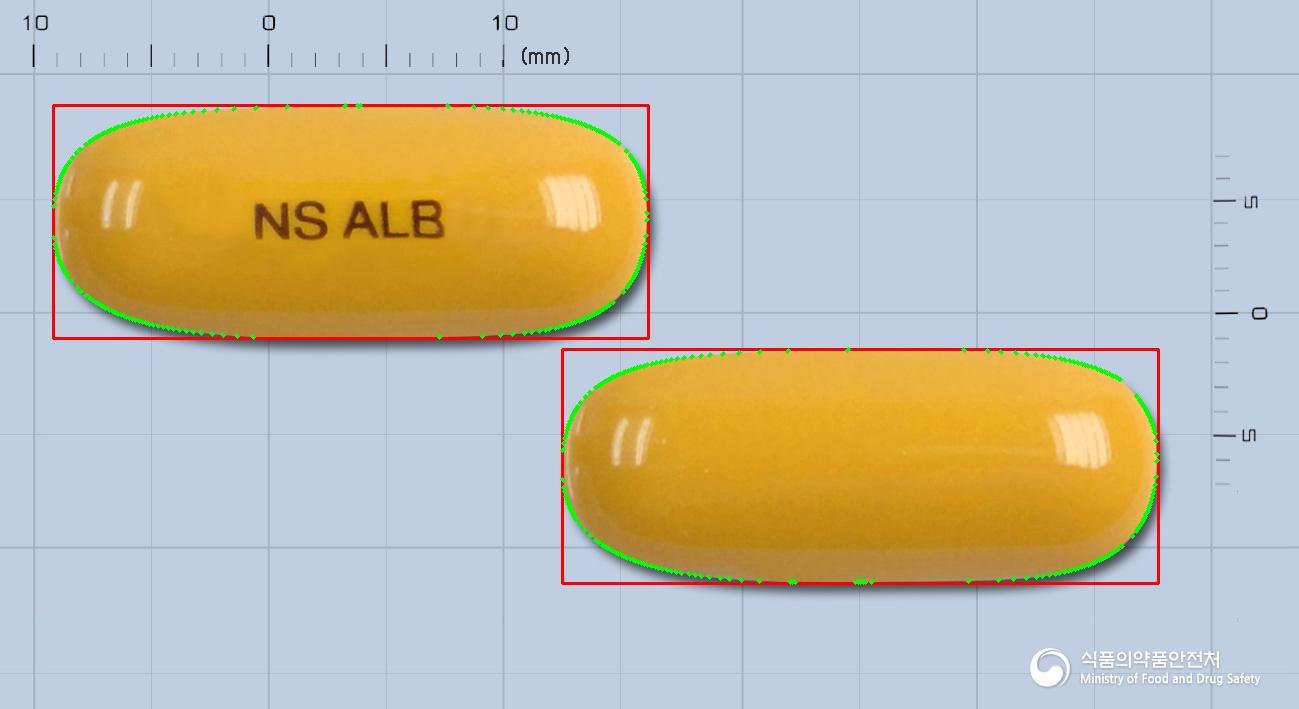 10 0 10 (mm)
NS ALB
5
0
5
식품의약품안전처
Ministry of Food and Drug Safety